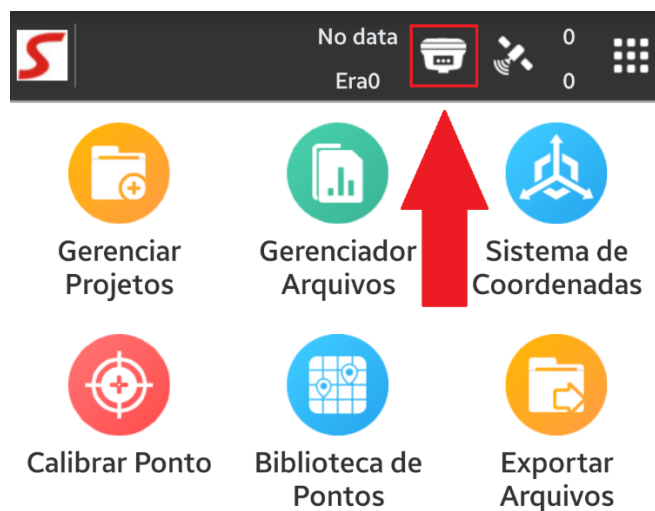 S
No data
0
Era0
0
Gerenciar
Projetos
Gerenciador
Arquivos
Sistema de
Coordenadas
Calibrar Ponto
Biblioteca de
Pontos
Exportar
Arquivos